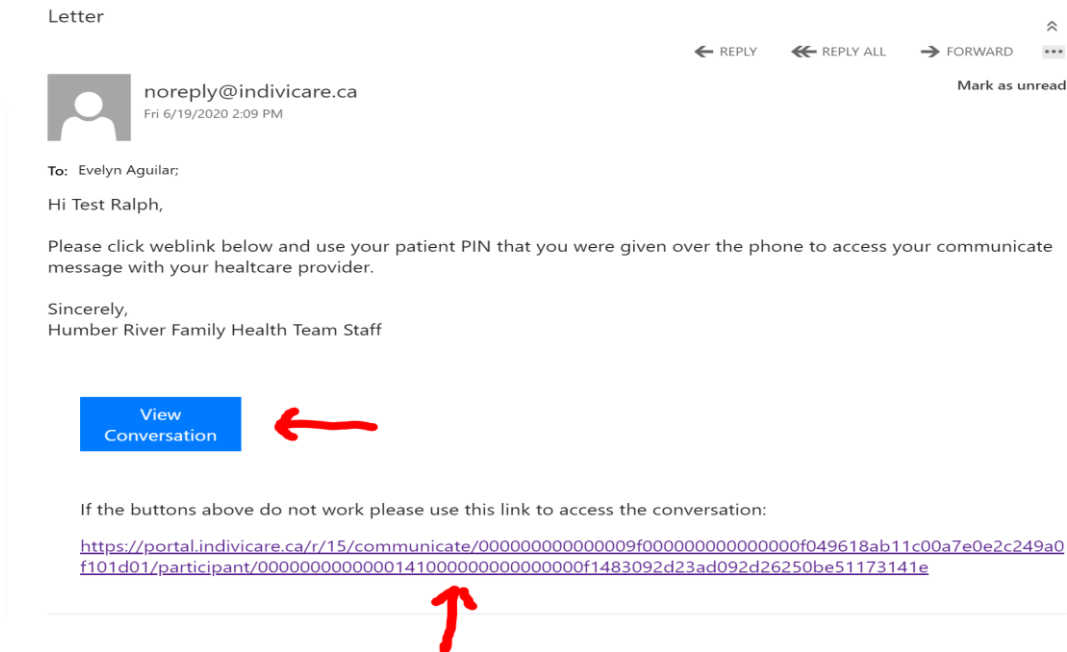 Letter
REPLY REPLY ALL FORWARD
noreply@indivicare.ca
Mark as unread
Fri 6/19/2020 2:09 PM
To: Evelyn Aguilar;
Hi Test Ralph,
Please click weblink below and use your patient PIN that you were given over the phone to access your communicate
message with your healtcare provider.
Sincerely,
Humber River Family Health Team Staff
View
Conversation
If the buttons above do not work please use this link to access the conversation:
https://portal.indivicare.ca/r/15/communicate/000000000000009f000000000000000f049618ab11c00a7e0e2c249a0
f101d01/participant/0000000000000141000000000000000f1483092d23ad092d26250be51173141e